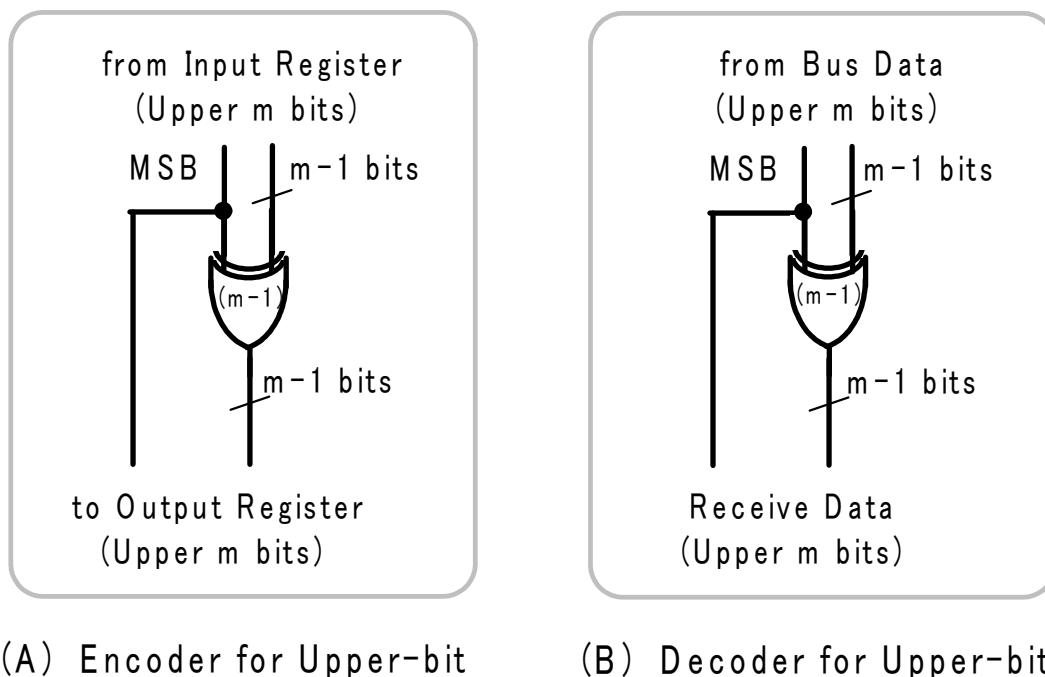 from Input Register
(Upper m bits)
MSB
m-1 bits
(m-1)
m-1 bits
to Output Register
(Upper m bits)
(A) Encoder for Upper-bit
from Bus Data
(Upper m bits)
MSB
m-1 bits
(m-1)
m-1 bits
Receive Data
(Upper m bits)
(B) Decoder for Upper-bit